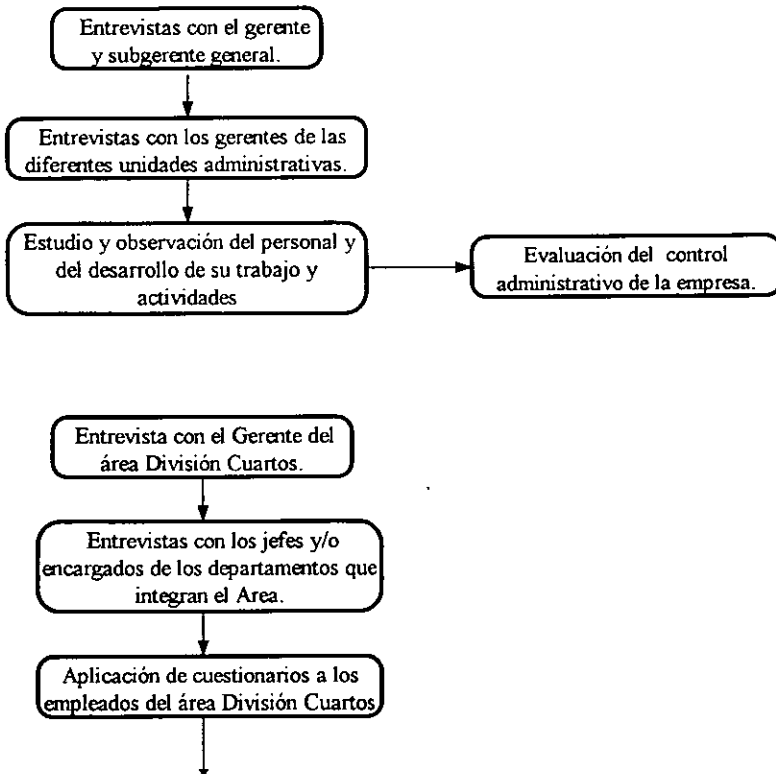 Entrevistas con el gerente
y subgerente general.
Entrevistas con los gerentes de las
diferentes unidades administrativas.
Estudio y observación del personal y
del desarrollo de su trabajo y
actividades
Evaluación del control
administrativo de la empresa.
Entrevista con el Gerente del
área División Cuartos.
Entrevistas con los jefes y/o
encargados de los departamentos que
integran el Area.
Aplicación de cuestionarios a los
empleados del área División Cuartos